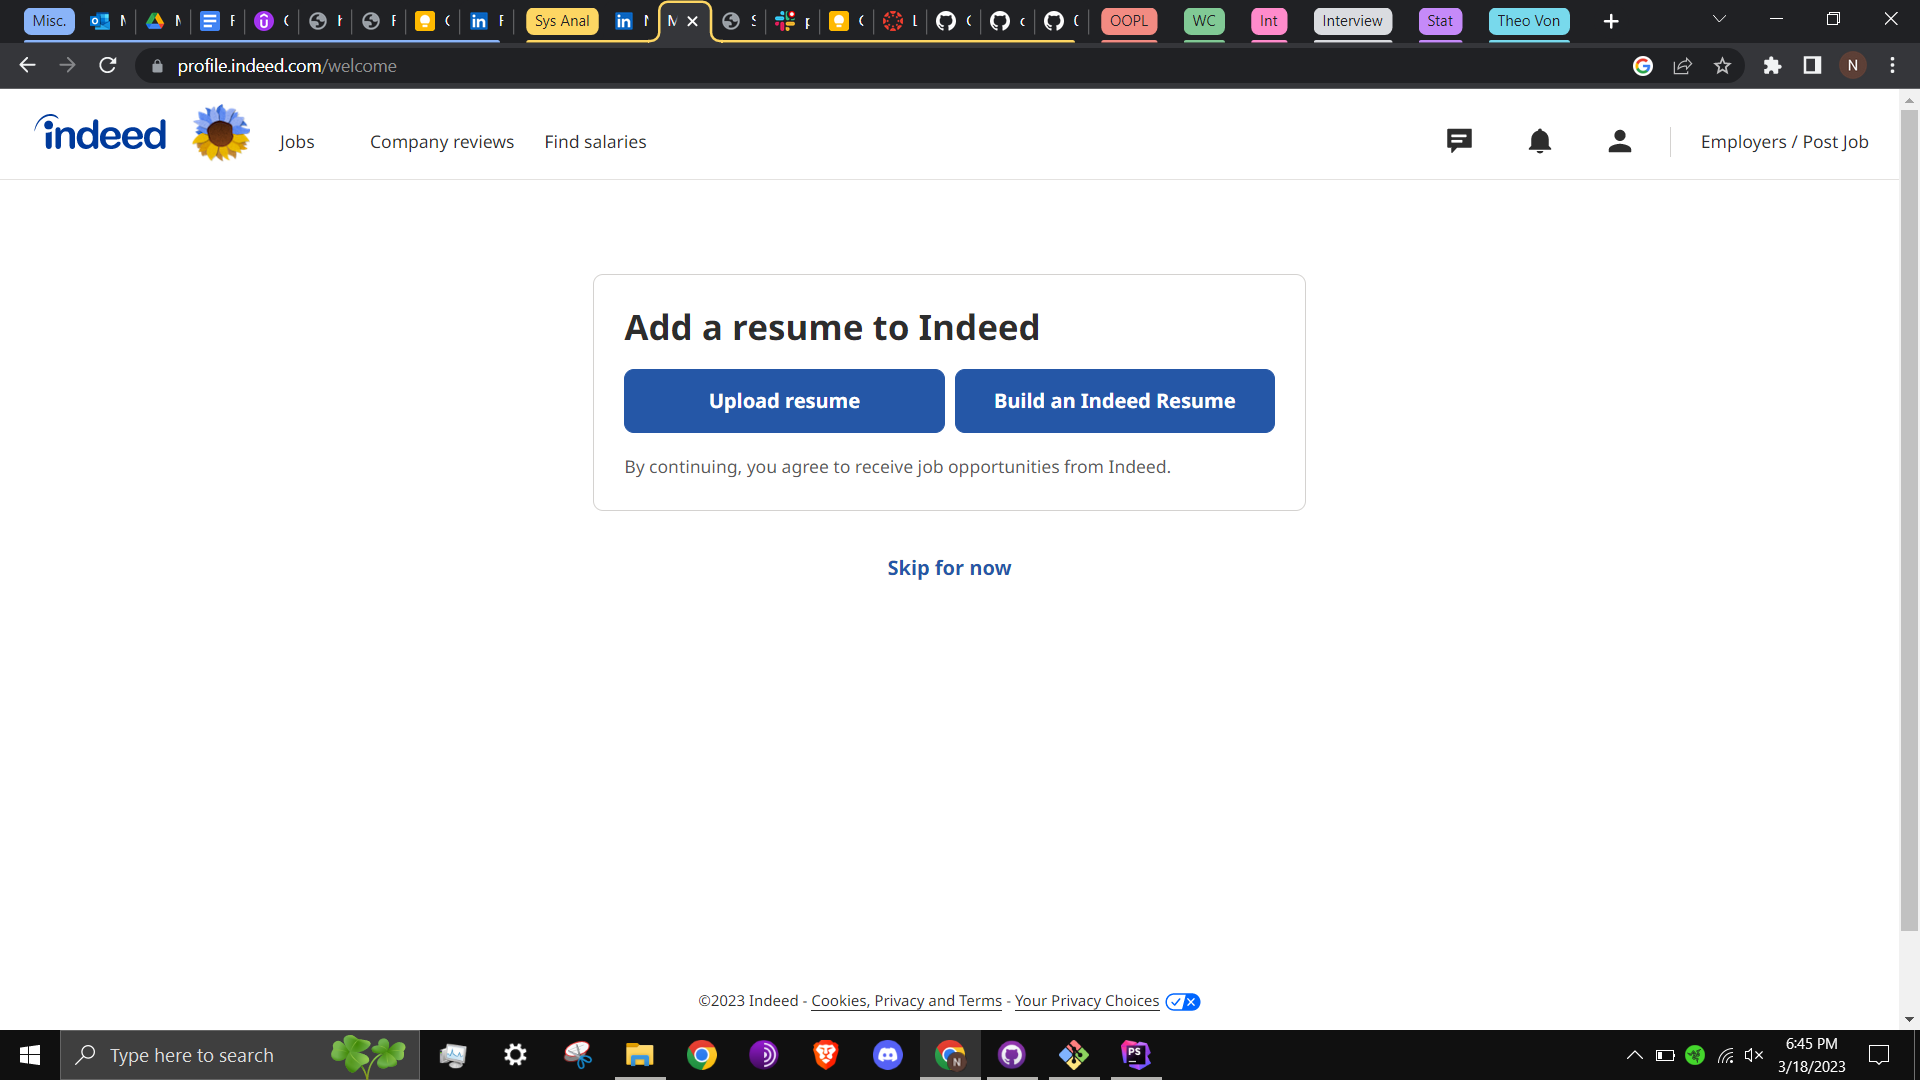 Misc.
Sys Anal
OOPL
WC
Int
Interview
Stat
Theo Von
profile.indeed.com/welcome
N
indeed
Jobs
Company reviews
Find salaries
Employers / Post Job
Add a resume to Indeed
Upload resume
Build an Indeed Resume
By continuing, you agree to receive job opportunities from Indeed.
Skip for now
©2023 Indeed - Cookies, Privacy and Terms - Your Privacy Choices
Type here to search
N
PS
6:45 PM
3/18/2023